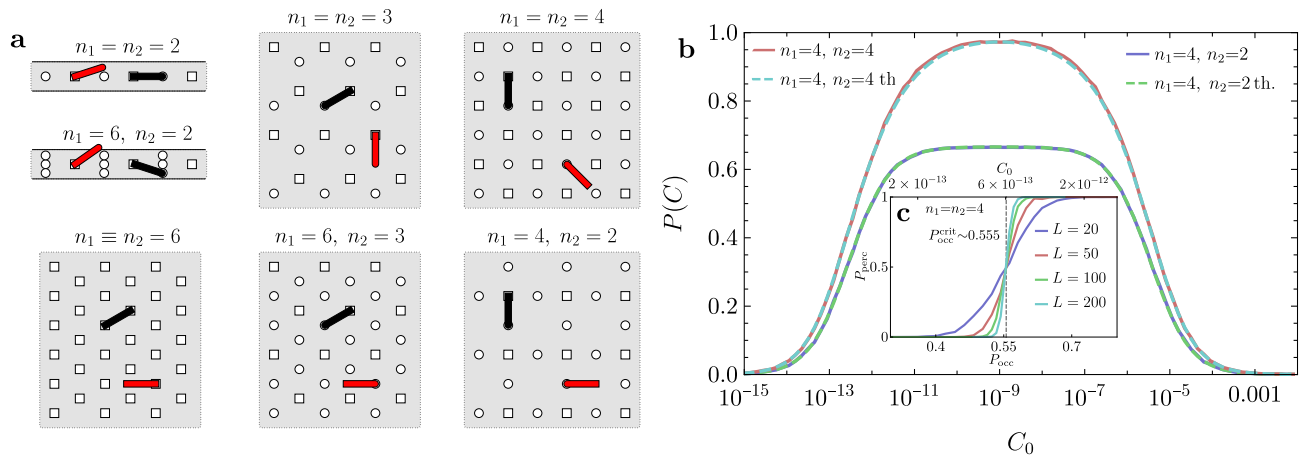 a
n₁ = n₂ = 2
n₁ = 6, n₂ = 2
n₁ = n₂ = 3
n₁ = n₂ = 4
n₁ ≡ n₂ = 6
n₁ = 6, n₂ = 3
n₁ = 4, n₂ = 2
b
P(C)
1.0
0.8
0.6
0.4
0.2
0.0
n₁=4, n₂=4
n₁=4, n₂=4 th
n₁=4, n₂=2
n₁=4, n₂=2 th.
C₀
2 × 10⁻¹³
6 × 10⁻¹³
2×10⁻¹²
c
n₁=n₂=4
P_occ^crit∼0.555
L = 20
L = 50
L = 100
L = 200
P_perc
1
0.5
0
0.4
0.55
0.7
P_occ
10⁻¹⁵
10⁻¹³
10⁻¹¹
10⁻⁹
10⁻⁷
10⁻⁵
0.001
C₀